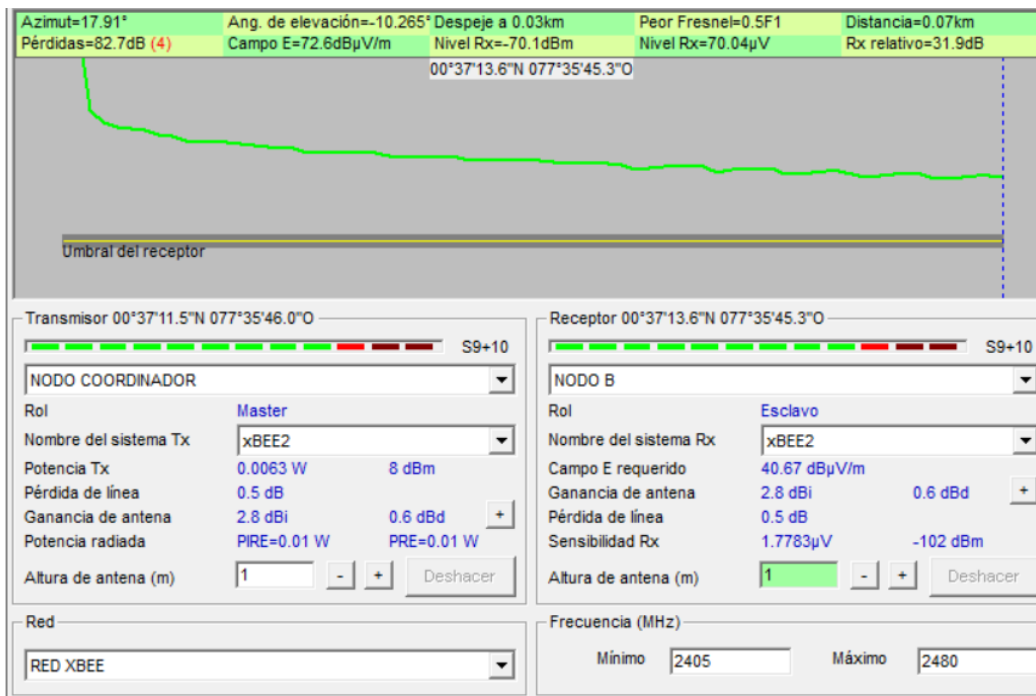 Azimut=17.91° Ang. de elevación=-10.265° Despeje a 0.03km Peor Fresnel=0.5F1 Distancia=0.07km
Pérdidas=82.7dB (4) Campo E=72.6dBµV/m Nivel Rx=-70.1dBm Nivel Rx=70.04µV Rx relativo=31.9dB
00°37'13.6"N 077°35'45.3"O
Umbral del receptor
Transmisor 00°37'11.5"N 077°35'46.0"O
S9+10
NODO COORDINADOR
Rol Master
Nombre del sistema Tx xBEE2
Potencia Tx 0.0063 W 8 dBm
Pérdida de línea 0.5 dB
Ganancia de antena 2.8 dBi 0.6 dBd +
Potencia radiada PIRE=0.01 W PRE=0.01 W
Altura de antena (m) 1 - + Deshacer
Red
RED XBEE
Receptor 00°37'13.6"N 077°35'45.3"O
S9+10
NODO B
Rol Esclavo
Nombre del sistema Rx xBEE2
Campo E requerido 40.67 dBµV/m
Ganancia de antena 2.8 dBi 0.6 dBd +
Pérdida de línea 0.5 dB
Sensibilidad Rx 1.7783µV -102 dBm
Altura de antena (m) 1 - + Deshacer
Frecuencia (MHz)
Mínimo 2405 Máximo 2480